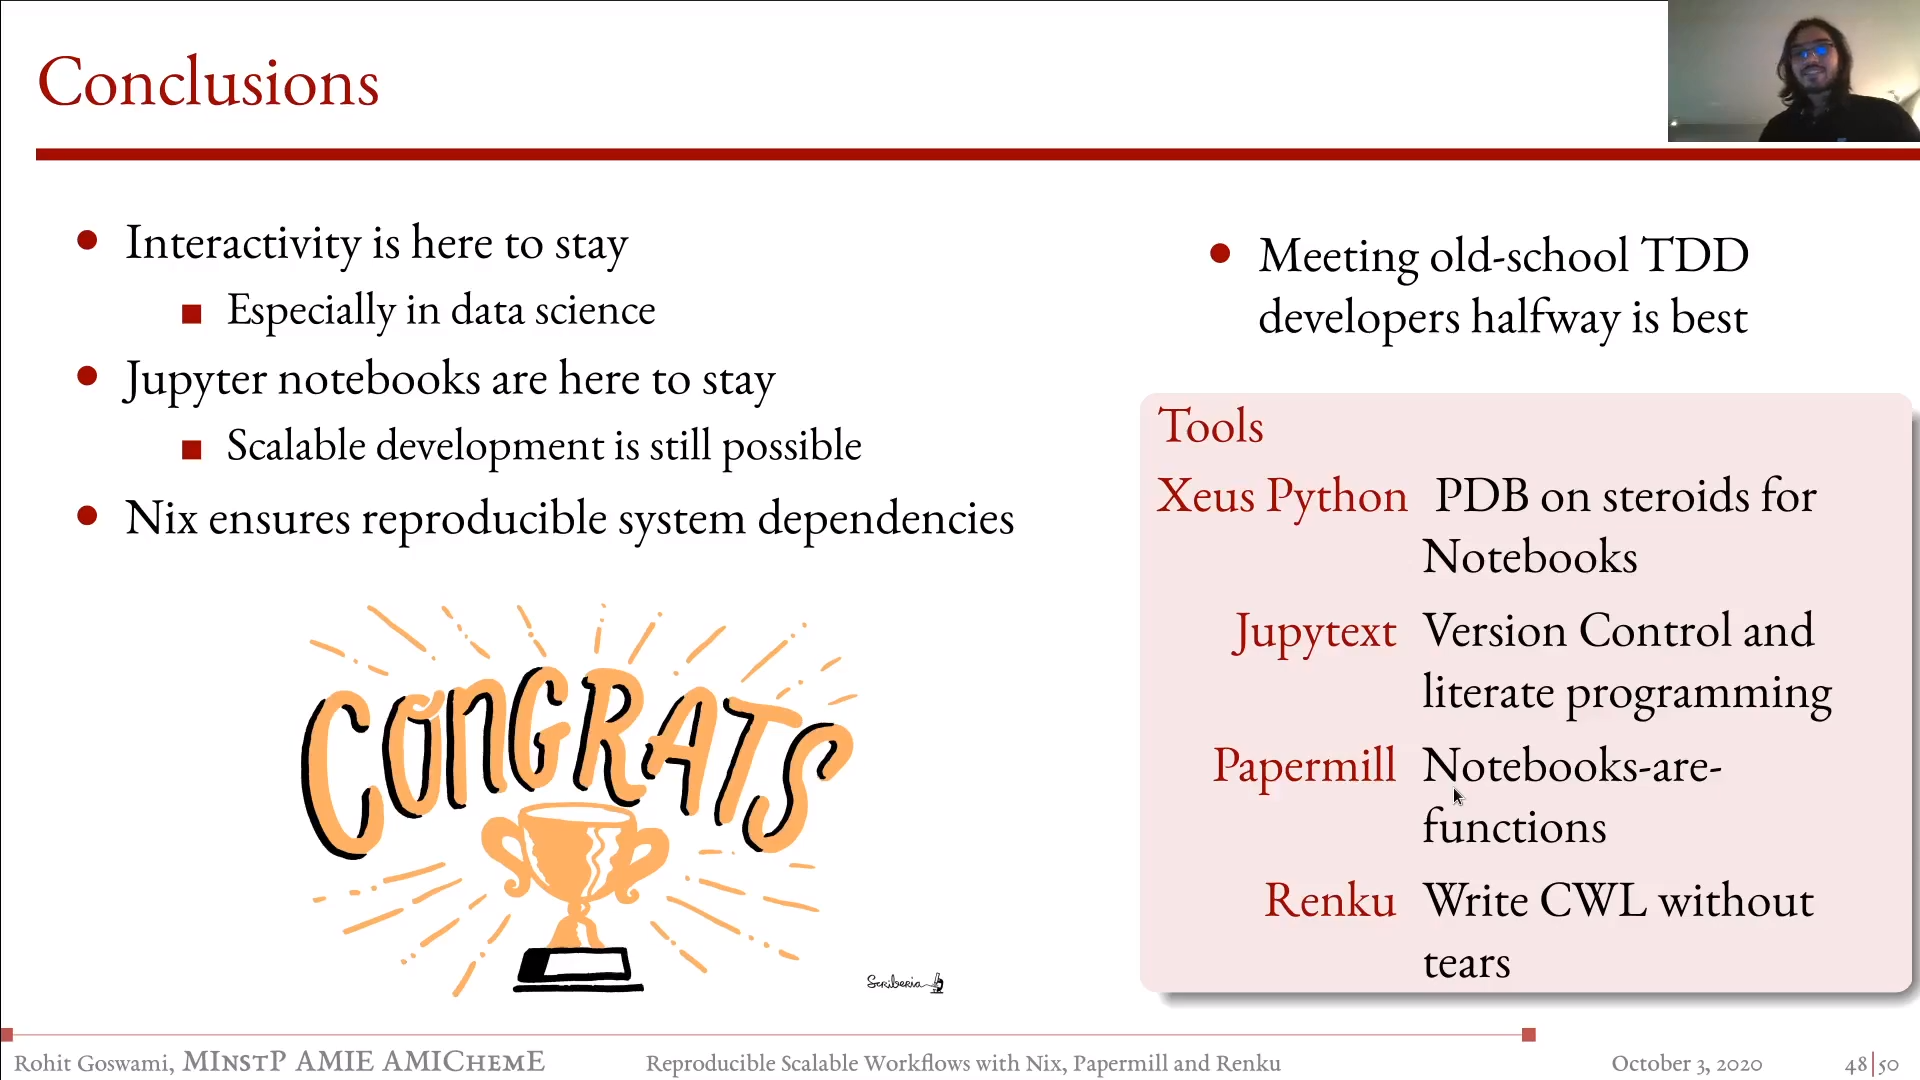 Conclusions
Interactivity is here to stay
Especially in data science
Jupyter notebooks are here to stay
Scalable development is still possible
Nix ensures reproducible system dependencies
CONGRATS
Scriberia
Meeting old-school TDD
developers halfway is best
Tools
Xeus Python PDB on steroids for
Notebooks
Jupytext Version Control and
literate programming
Papermill Notebooks-are-
functions
Renku Write CWL without
tears
Rohit Goswami, MInstP AMIE AMIChemE
Reproducible Scalable Workflows with Nix, Papermill and Renku
October 3, 2020
48|50